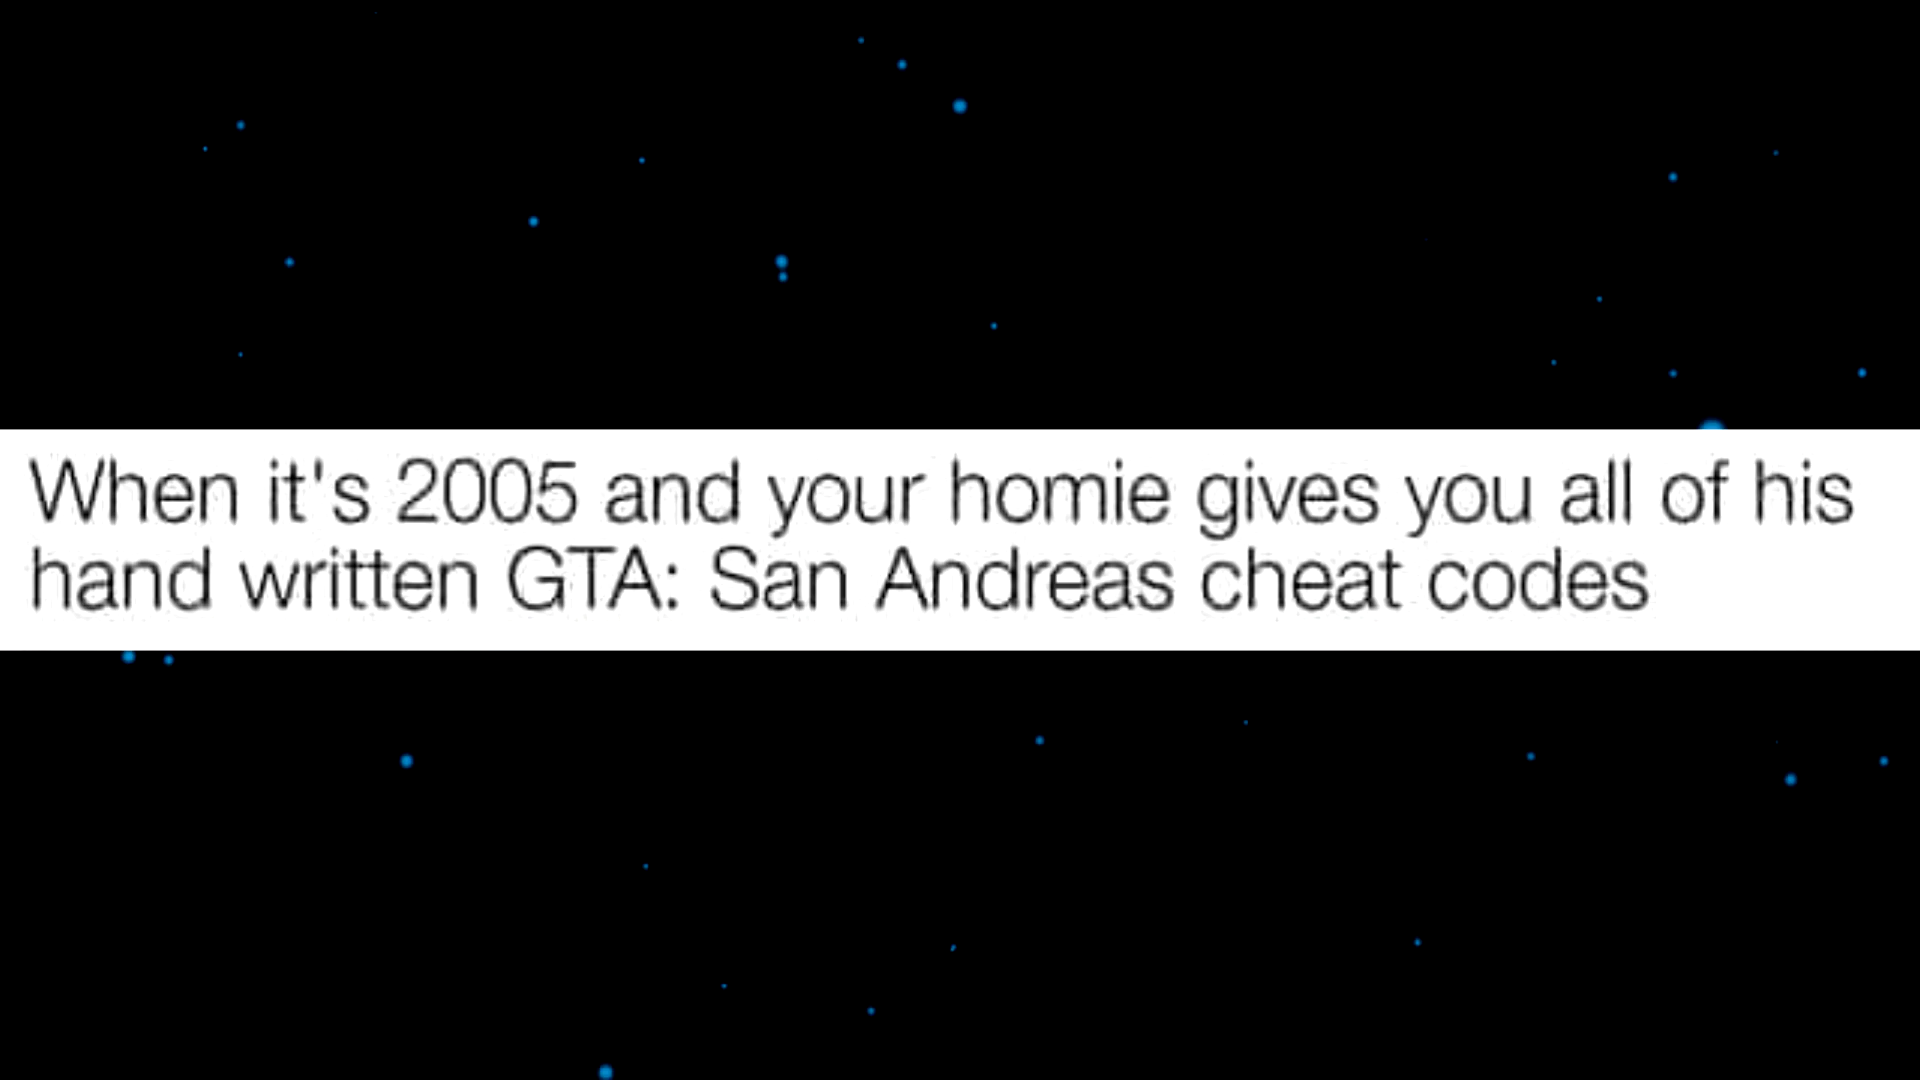 When it's 2005 and your homie gives you all of his
hand written GTA: San Andreas cheat codes